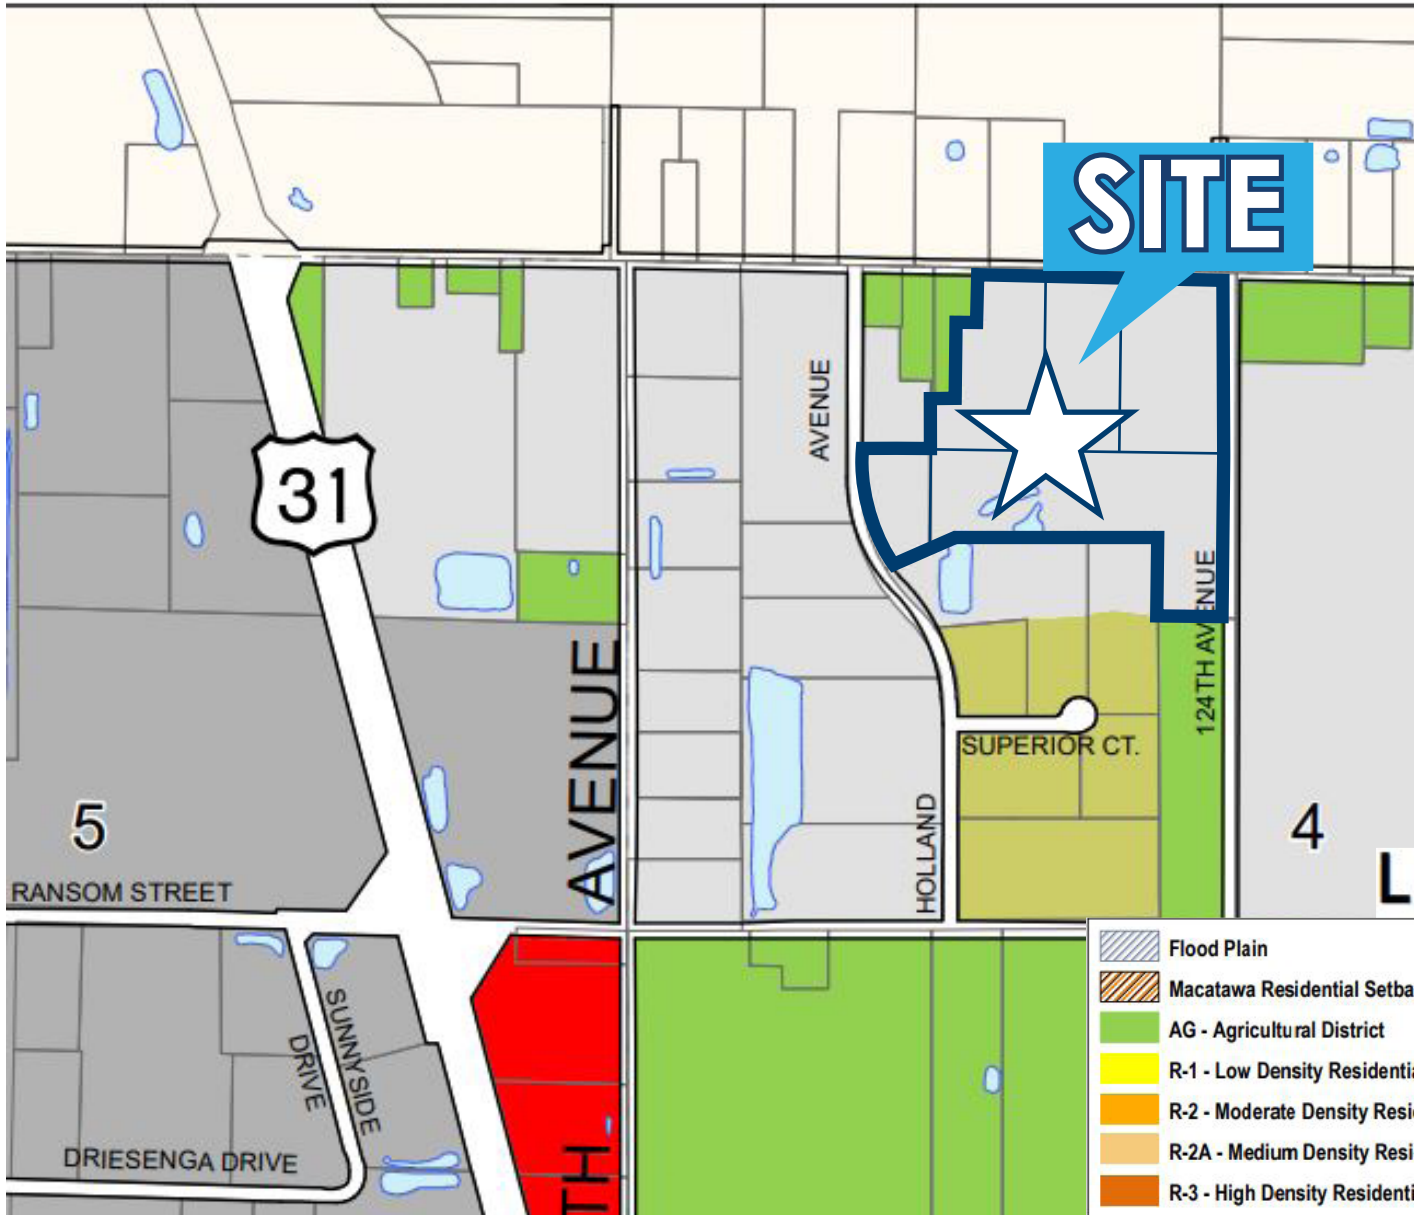 SITE
31
AVENUE
AVENUE
124TH AVENUE
SUPERIOR CT.
HOLLAND
5
4
L
RANSOM STREET
SUNNYSIDE
DRIVE
DRIESENGA DRIVE
TH
Flood Plain
Macatawa Residential Setba
AG - Agricultural District
R-1 - Low Density Residentia
R-2 - Moderate Density Resi
R-2A - Medium Density Resi
R-3 - High Density Residenti